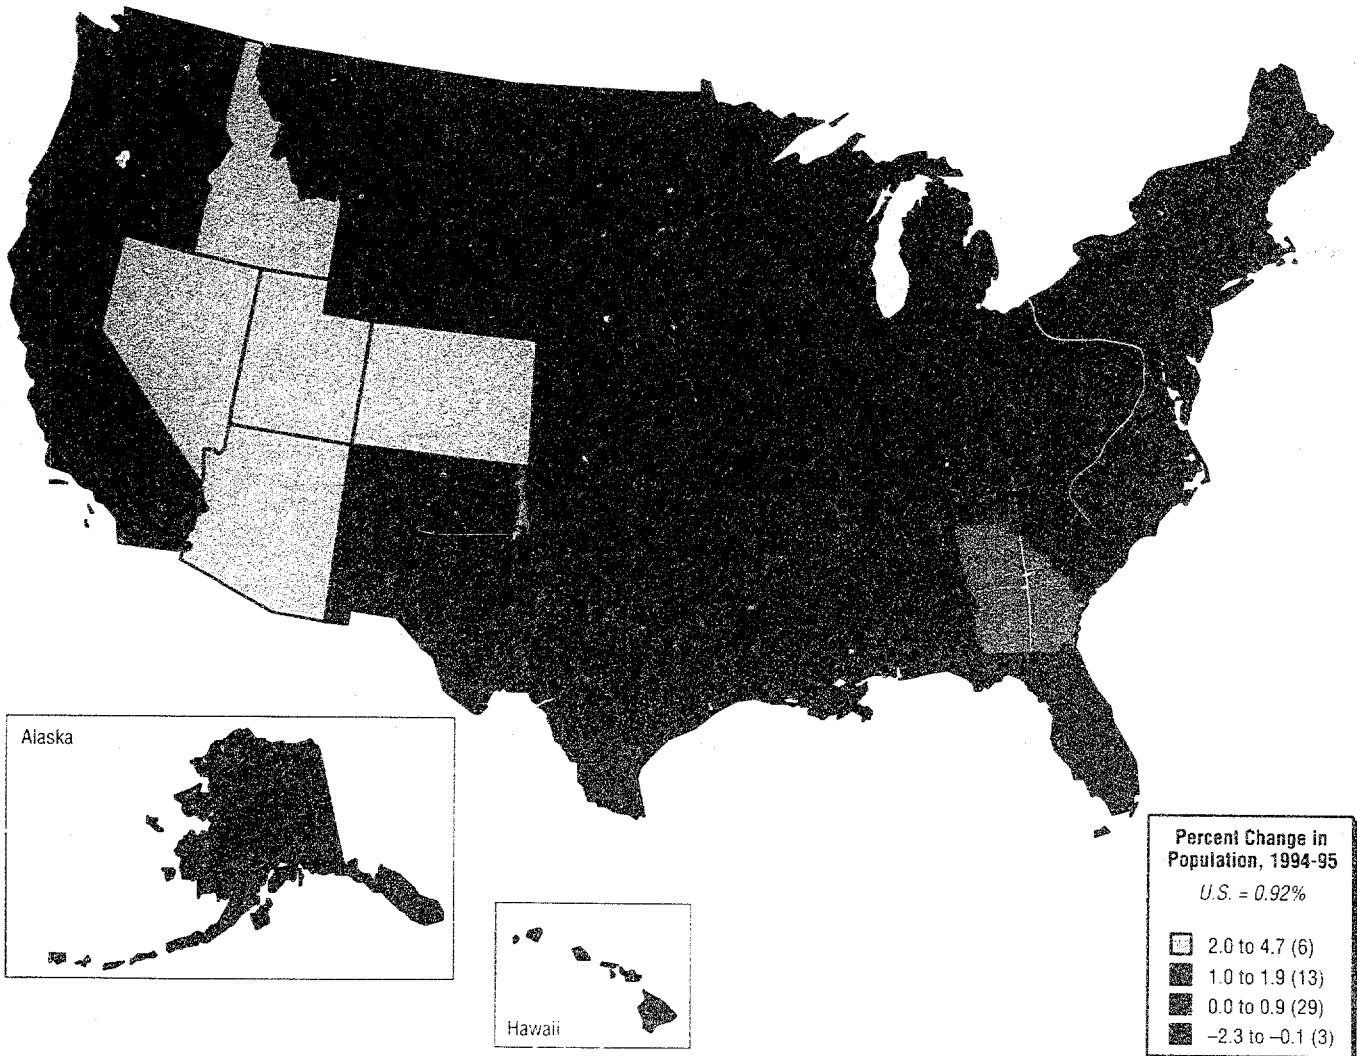 Alaska
Hawaii
Percent Change in
Population, 1994-95
U.S. = 0.92%
2.0 to 4.7 (6)
1.0 to 1.9 (13)
0.0 to 0.9 (29)
–2.3 to –0.1 (3)